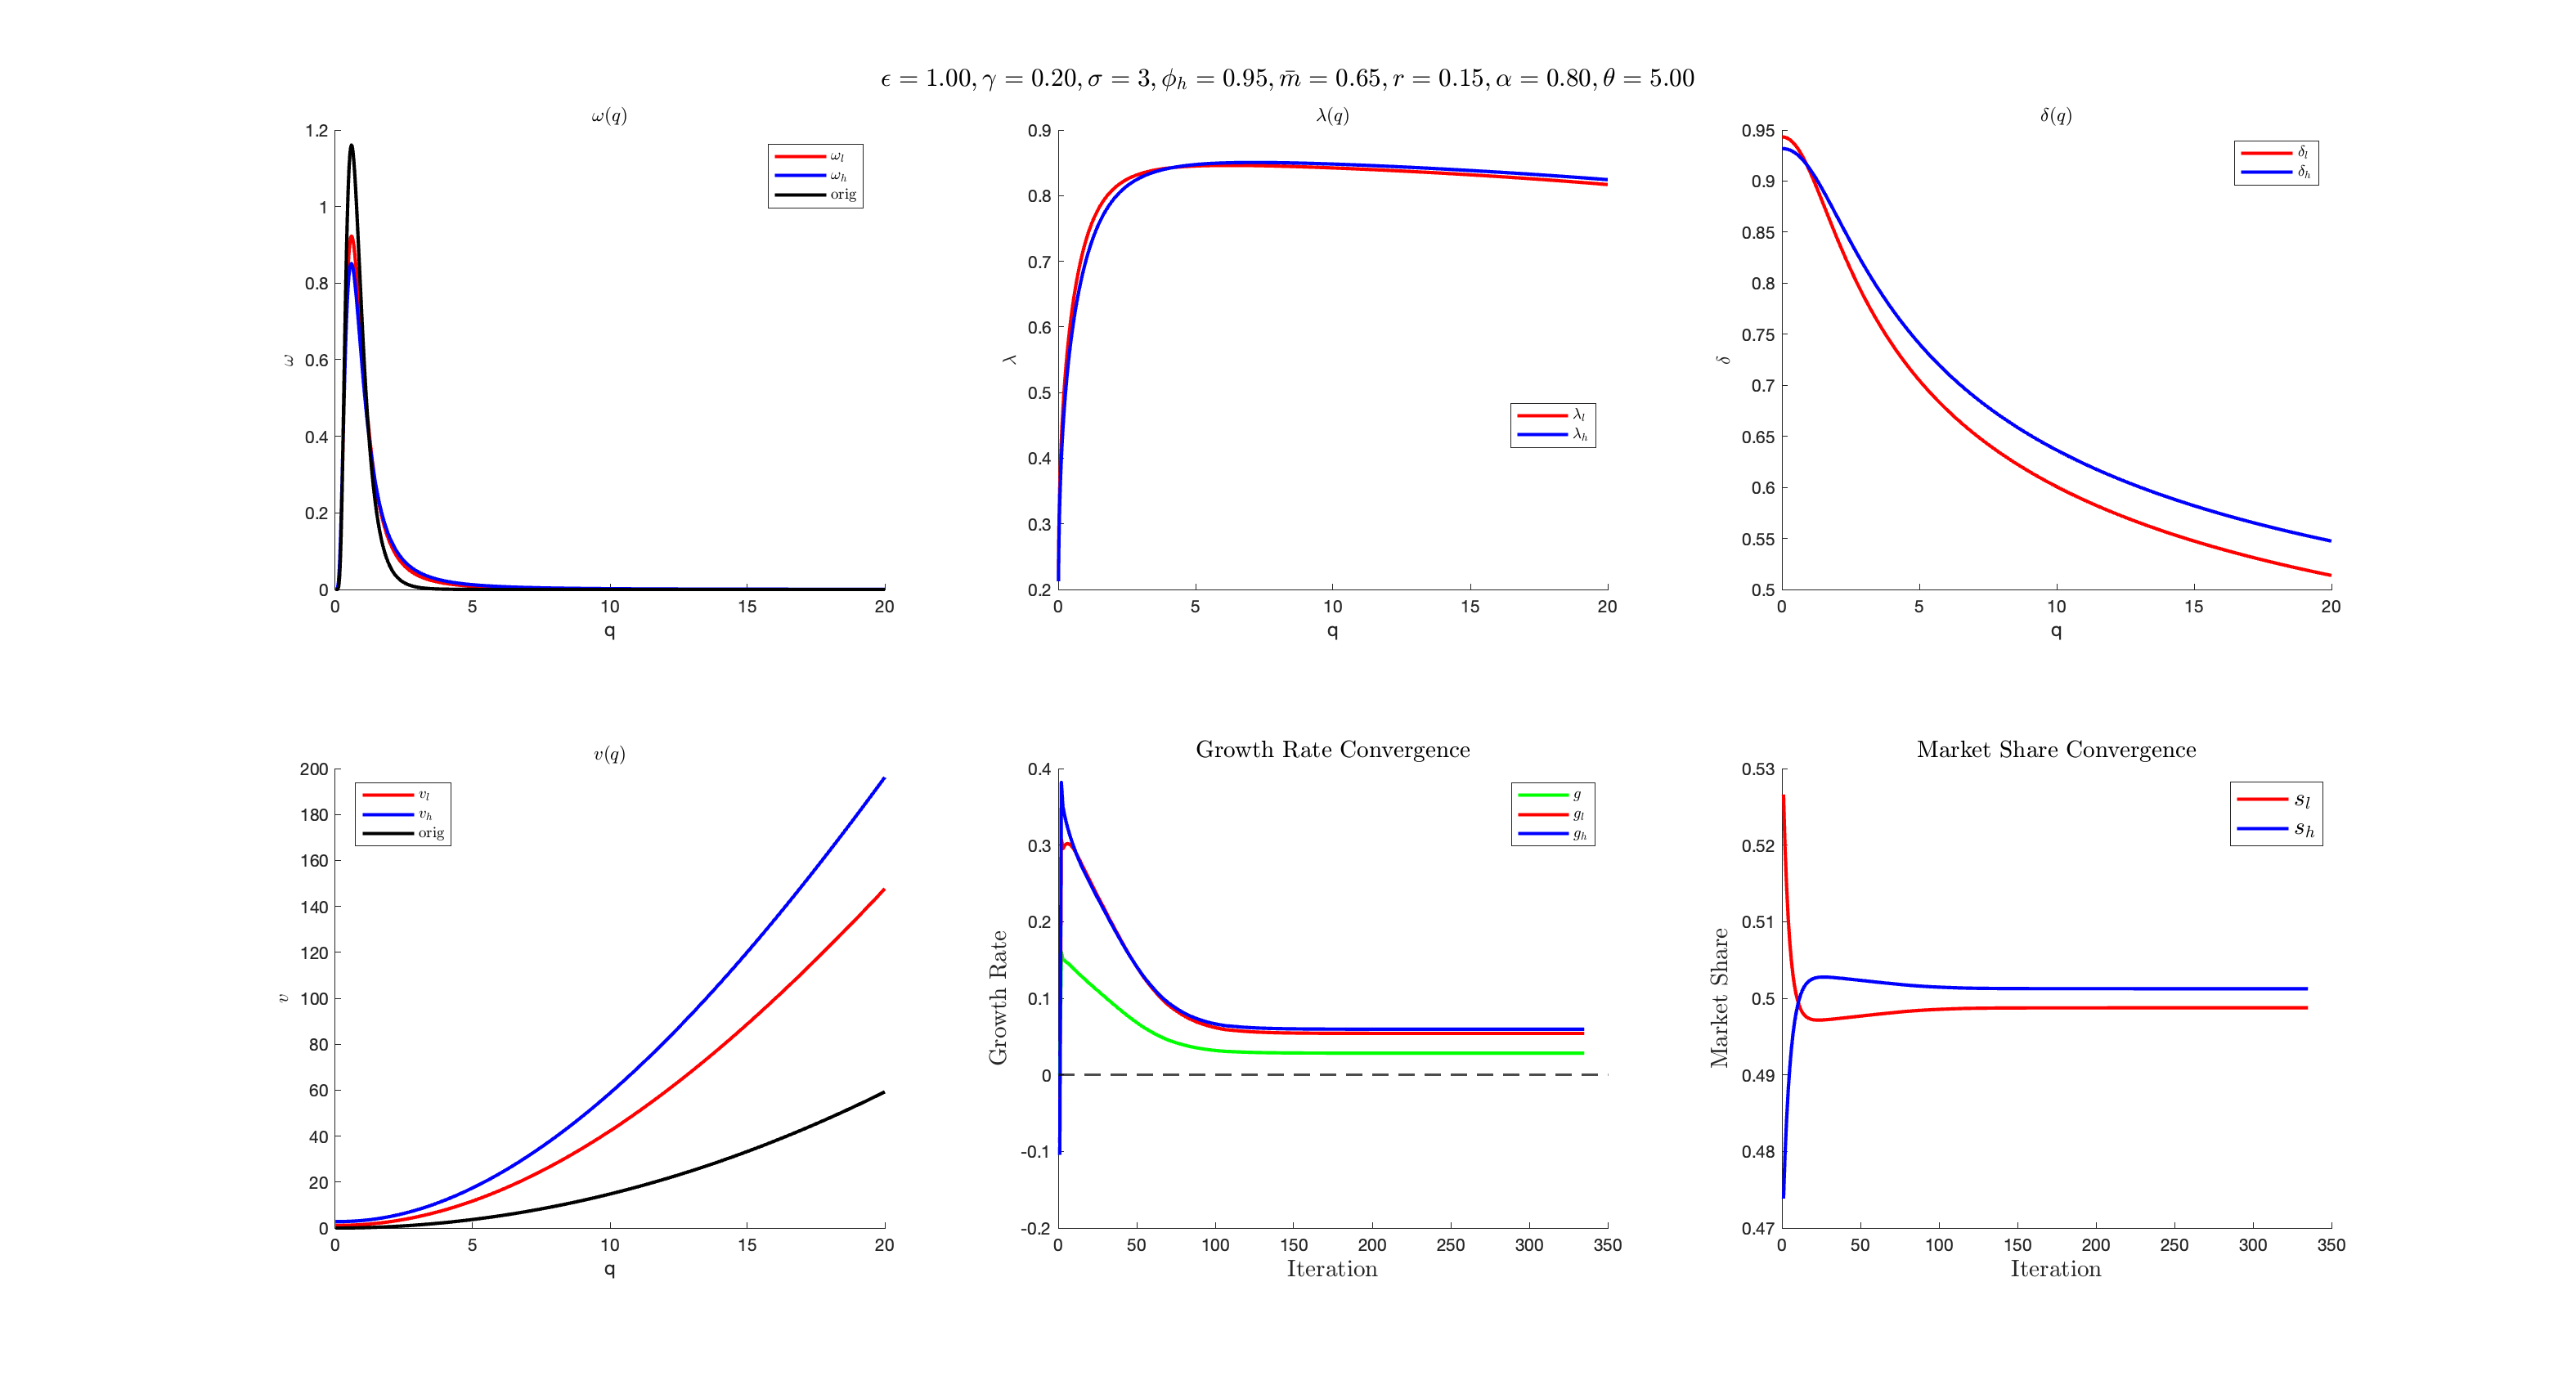 ϵ = 1.00, γ = 0.20, σ = 3, ϕ_h = 0.95, m̄ = 0.65, r = 0.15, α = 0.80, θ = 5.00
ω(q)
1.2
1
0.8
0.6
0.4
0.2
0
ω
0 5 10 15 20
q
ω_l
ω_h
orig
λ(q)
0.9
0.8
0.7
0.6
0.5
0.4
0.3
0.2
λ
0 5 10 15 20
q
λ_l
λ_h
δ(q)
0.95
0.9
0.85
0.8
0.75
0.7
0.65
0.6
0.55
0.5
δ
0 5 10 15 20
q
δ_l
δ_h
v(q)
200
180
160
140
120
100
80
60
40
20
0
v
0 5 10 15 20
q
v_l
v_h
orig
Growth Rate Convergence
0.4
0.3
0.2
0.1
0
-0.1
-0.2
Growth Rate
0 50 100 150 200 250 300 350
Iteration
g
g_l
g_h
Market Share Convergence
0.53
0.52
0.51
0.5
0.49
0.48
0.47
Market Share
0 50 100 150 200 250 300 350
Iteration
s_l
s_h